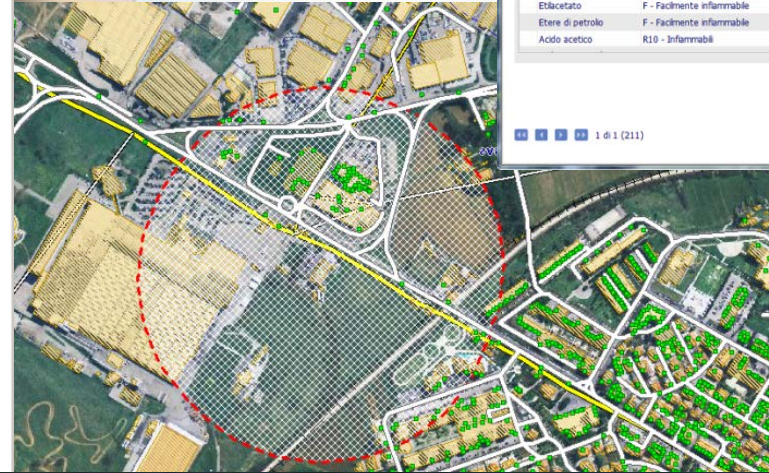 Etilacetato F - Facilmente infiammabile
Etere di petrolio F - Facilmente infiammabile
Acido acetico R10 - Infiammabili
1 di 1 (211)